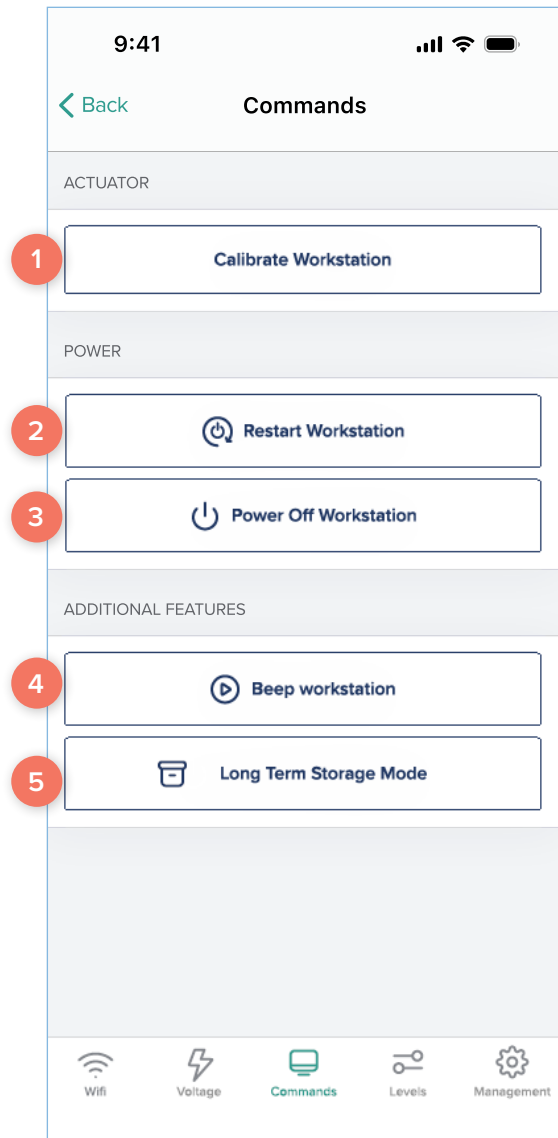 9:41
Back
Commands
ACTUATOR
1
Calibrate Workstation
POWER
2
Restart Workstation
3
Power Off Workstation
ADDITIONAL FEATURES
4
Beep workstation
5
Long Term Storage Mode
Wifi
Voltage
Commands
Levels
Management